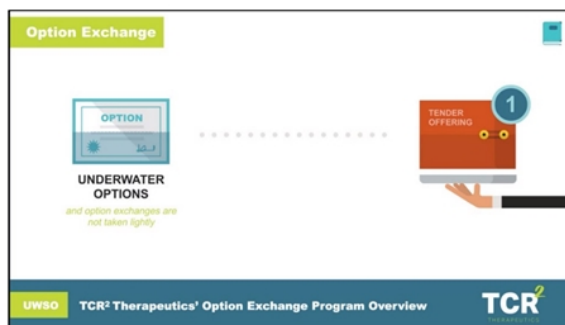 Option Exchange
OPTION
UNDERWATER
OPTIONS
and option exchanges are
not taken lightly
TENDER
OFFERING
1
UWSO
TCR² Therapeutics' Option Exchange Program Overview
TCR²
THERAPEUTICS